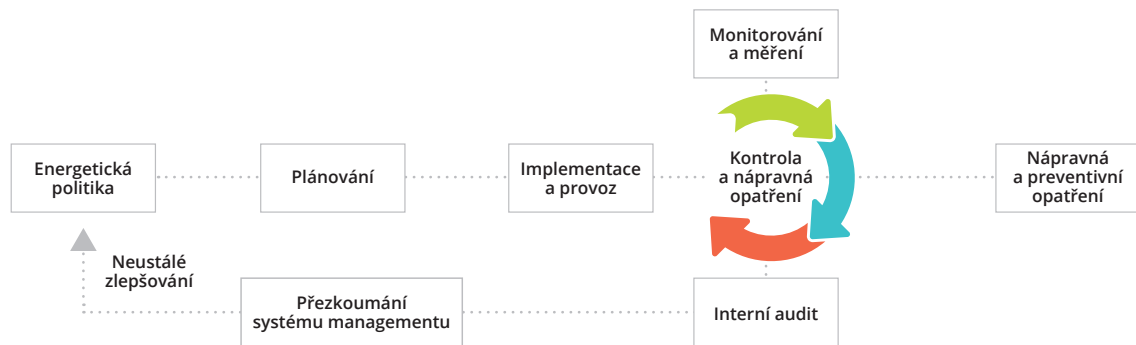 Monitorování
a měření
Energetická
politika
Plánování
Implementace
a provoz
Kontrola
a nápravná
opatření
Nápravná
a preventivní
opatření
Neustálé
zlepšování
Přezkoumání
systému managementu
Interní audit